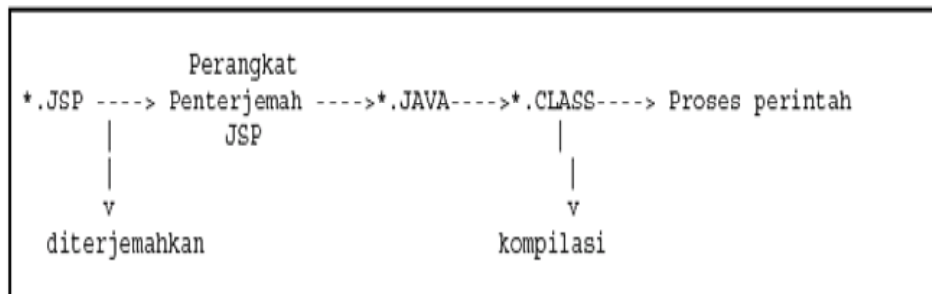 Perangkat
*.JSP ----> Penterjemah ---->*.JAVA---->*.CLASS----> Proses perintah
| JSP |
| |
v v
diterjemahkan kompilasi